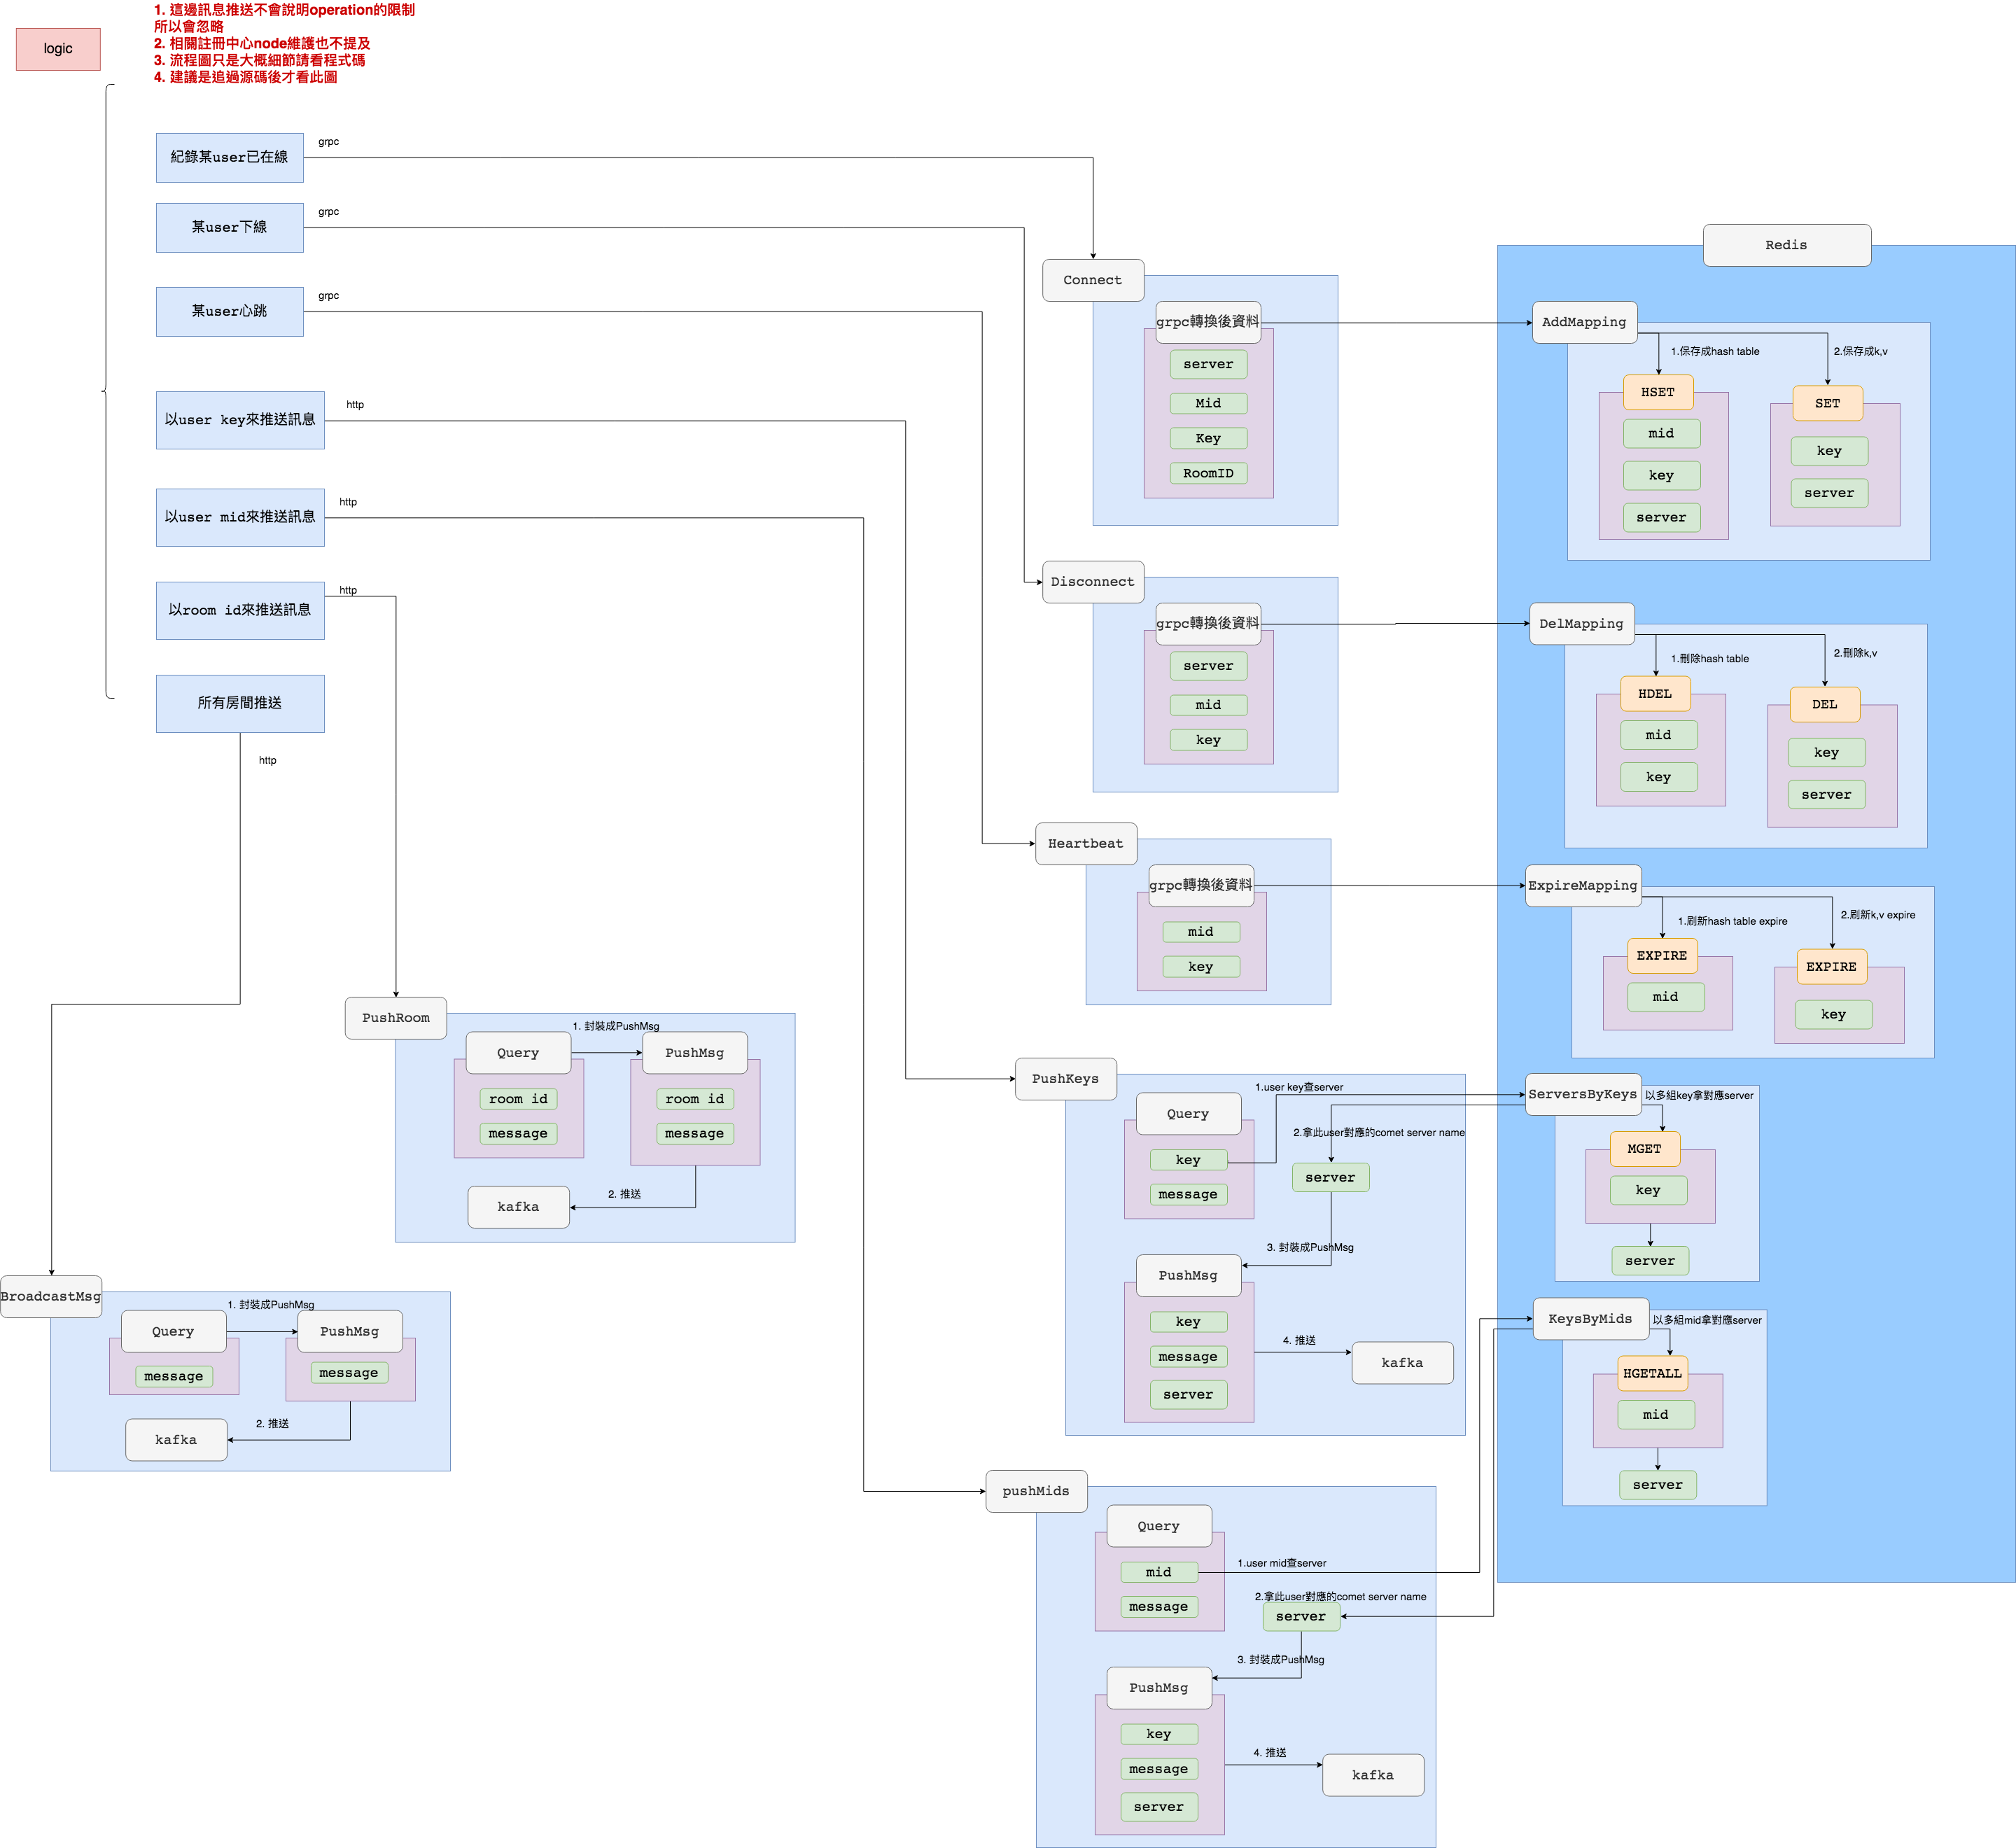 1. 這邊訊息推送不會說明operation的限制
所以會忽略
2. 相關註冊中心node維護也不提及
3. 流程圖只是大概細節請看程式碼
4. 建議是追過源碼後才看此圖
logic
紀錄某user已在線
grpc
某user下線
grpc
某user心跳
grpc
以user key來推送訊息
http
以user mid來推送訊息
http
以room id來推送訊息
http
所有房間推送
http
Connect
grpc轉換後資料
server
Mid
Key
RoomID
Disconnect
grpc轉換後資料
server
mid
key
Heartbeat
grpc轉換後資料
mid
key
Redis
AddMapping
1.保存成hash table
2.保存成k,v
HSET
mid
key
server
SET
key
server
DelMapping
1.刪除hash table
2.刪除k,v
HDEL
mid
key
DEL
key
server
ExpireMapping
1.刷新hash table expire
2.刷新k,v expire
EXPIRE
mid
EXPIRE
key
ServersByKeys
以多組key拿對應server
MGET
key
server
KeysByMids
以多組mid拿對應server
HGETALL
mid
server
PushRoom
1. 封裝成PushMsg
Query
room id
message
PushMsg
room id
message
2. 推送
kafka
BroadcastMsg
1. 封裝成PushMsg
Query
message
PushMsg
message
2. 推送
kafka
PushKeys
1.user key查server
Query
key
message
2.拿此user對應的comet server name
server
3. 封裝成PushMsg
PushMsg
key
message
server
4. 推送
kafka
pushMids
Query
mid
message
1.user mid查server
2.拿此user對應的comet server name
server
3. 封裝成PushMsg
PushMsg
key
message
server
4. 推送
kafka